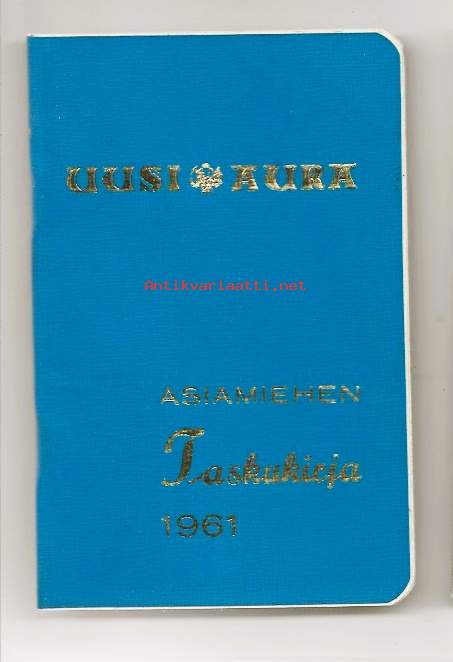 UUSI AURA
Antikvariaatti.net
ASIAMIEHEN
Taskukirja
1961